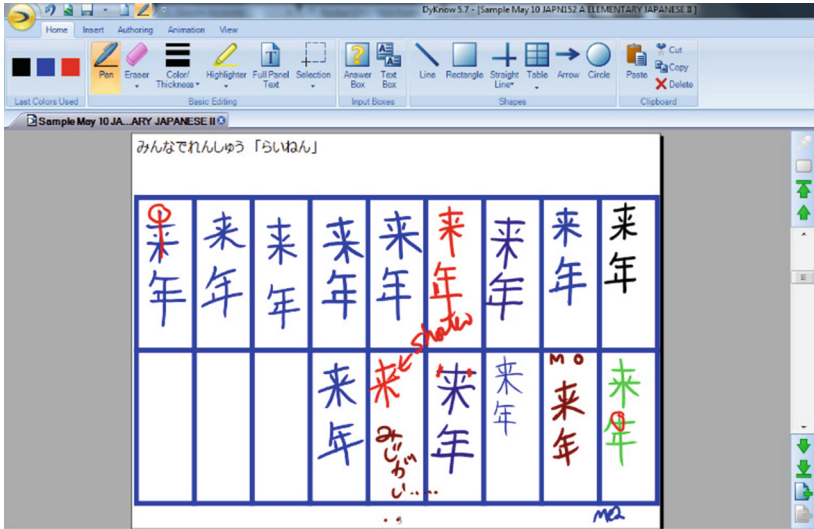 DyKnow 5.7 - [Sample May 10 JAPN152 A ELEMENTARY JAPANESE II ]
Home Insert Authoring Animation View
Pen
Eraser
Color/ Thickness
Highlighter
Full Panel Text
Selection
Answer Box
Text Box
Line
Rectangle
Straight Line
Table
Arrow
Circle
Paste
Cut
Copy
Delete
Last Colors Used
Basic Editing
Input Boxes
Shapes
Clipboard
Sample May 10 JA...ARY JAPANESE II
みんなでれんしゅう「らいねん」
来年
来年
来年
来年
来年
来年
来年
来年
来年
来年
来
みじがい.....
来年
来年
MO
来年
来年